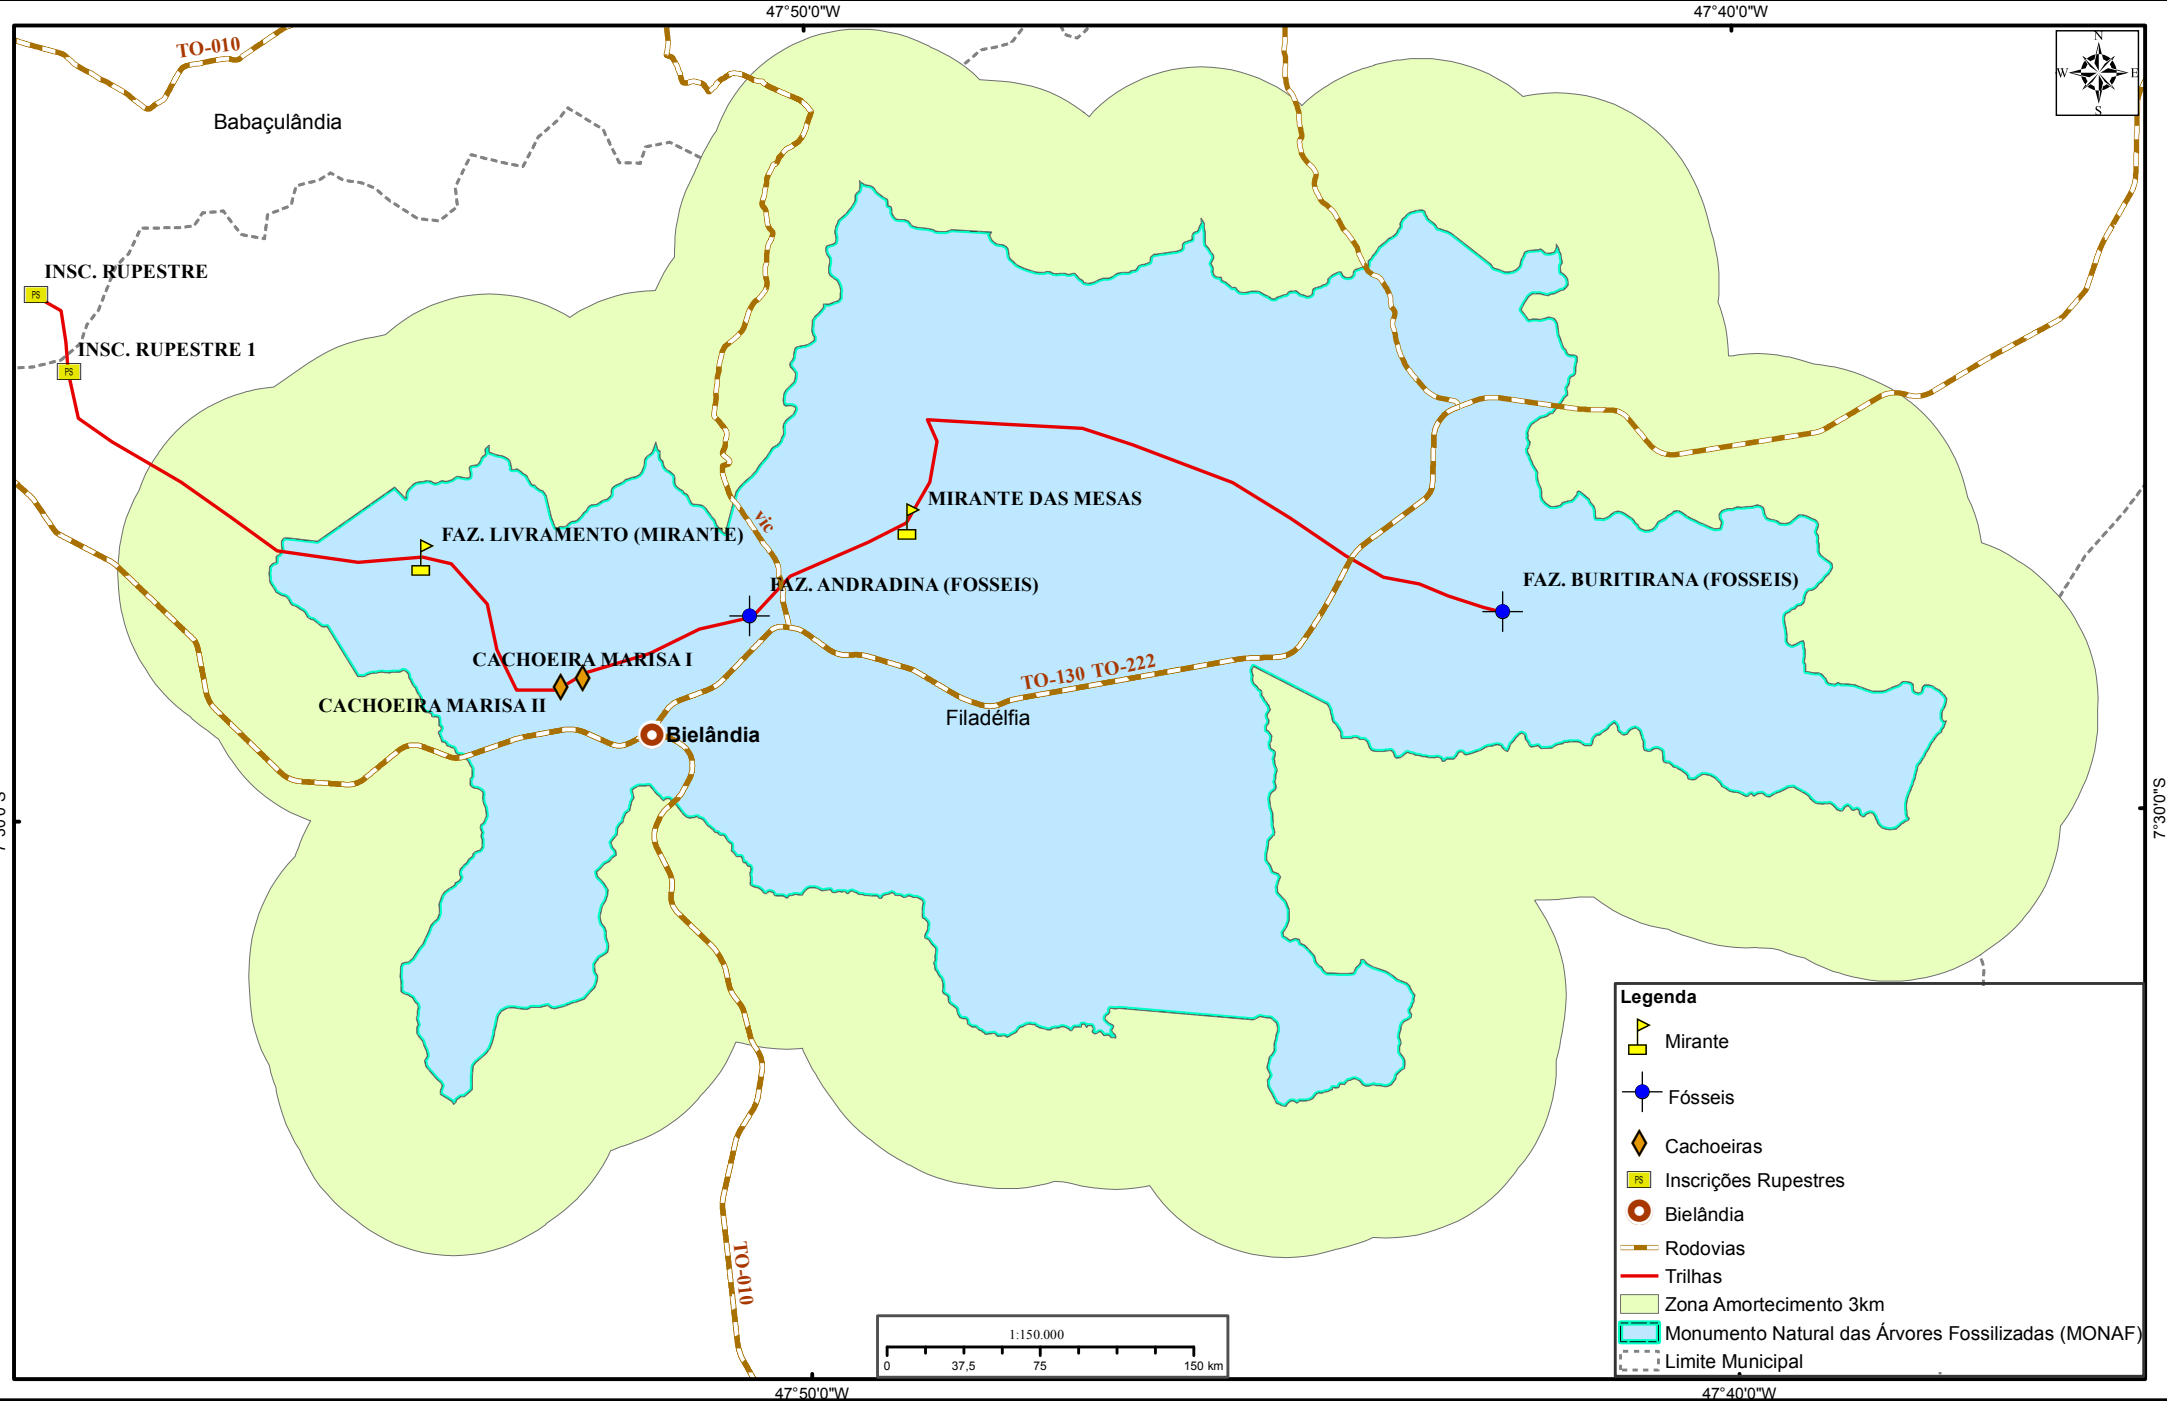 47°50'0"W
47°40'0"W
TO-010
N
W
E
S
Babaçulândia
INSC. RUPESTRE
PS
INSC. RUPESTRE 1
PS
MIRANTE DAS MESAS
vic
FAZ. LIVRAMENTO (MIRANTE)
FAZ. ANDRADINA (FOSSEIS)
FAZ. BURITIRANA (FOSSEIS)
CACHOEIRA MARISA I
TO-130 TO-222
CACHOEIRA MARISA II
Filadélfia
Bielândia
7°30'0"S
TO-010
Legenda
Mirante
Fósseis
Cachoeiras
PS
Inscrições Rupestres
Bielândia
Rodovias
Trilhas
Zona Amortecimento 3km
Monumento Natural das Árvores Fossilizadas (MONAF)
Limite Municipal
1:150.000
0
37,5
75
150 km
47°50'0"W
47°40'0"W